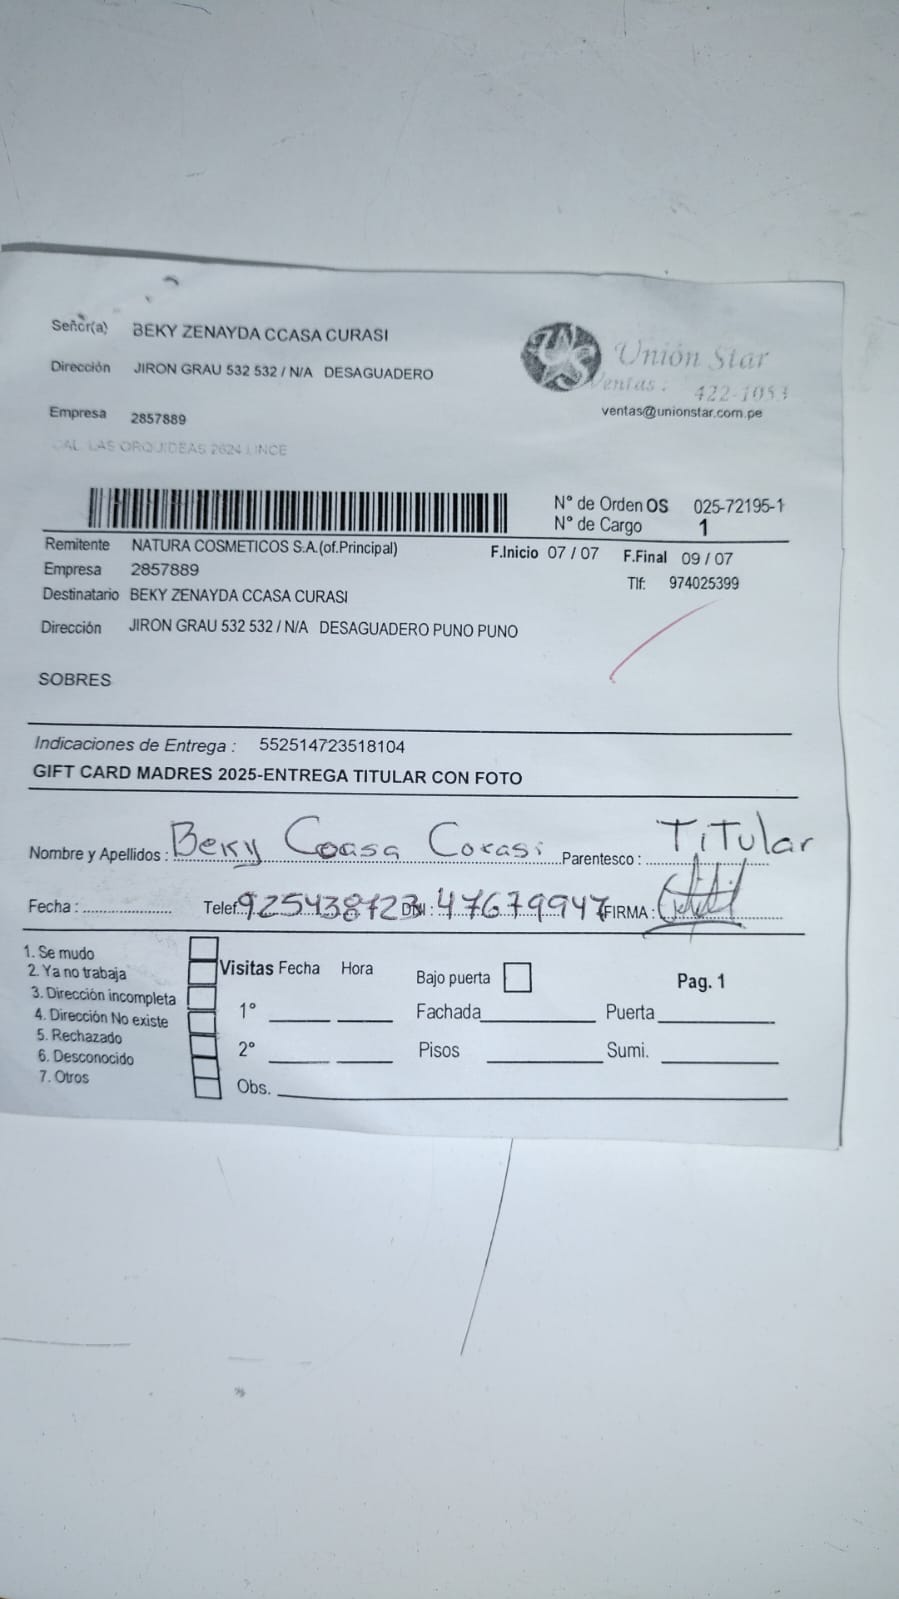 Señor(a) BEKY ZENAYDA CCASA CURASI
Dirección JIRON GRAU 532 532 / N/A DESAGUADERO
Empresa 2857889
CAL LAS ORQUIDEAS 2624 LINCE
Unión Star
Ventas : 422-1053
ventas@unionstar.com.pe
N° de Orden OS 025-72195-1
N° de Cargo 1
Remitente NATURA COSMETICOS S.A.(of.Principal) F.Inicio 07 / 07 F.Final 09 / 07
Empresa 2857889 Tlf: 974025399
Destinatario BEKY ZENAYDA CCASA CURASI
Dirección JIRON GRAU 532 532 / N/A DESAGUADERO PUNO PUNO
SOBRES
Indicaciones de Entrega : 552514723518104
GIFT CARD MADRES 2025-ENTREGA TITULAR CON FOTO
Nombre y Apellidos : Beky Ccasa Corasi Parentesco : TiTular
Fecha : Telef. 925438723 DNI : 47679947 FIRMA :
1. Se mudo
2. Ya no trabaja
3. Dirección incompleta
4. Dirección No existe
5. Rechazado
6. Desconocido
7. Otros
Visitas Fecha Hora Bajo puerta Pag. 1
1° Fachada Puerta
2° Pisos Sumi.
Obs.